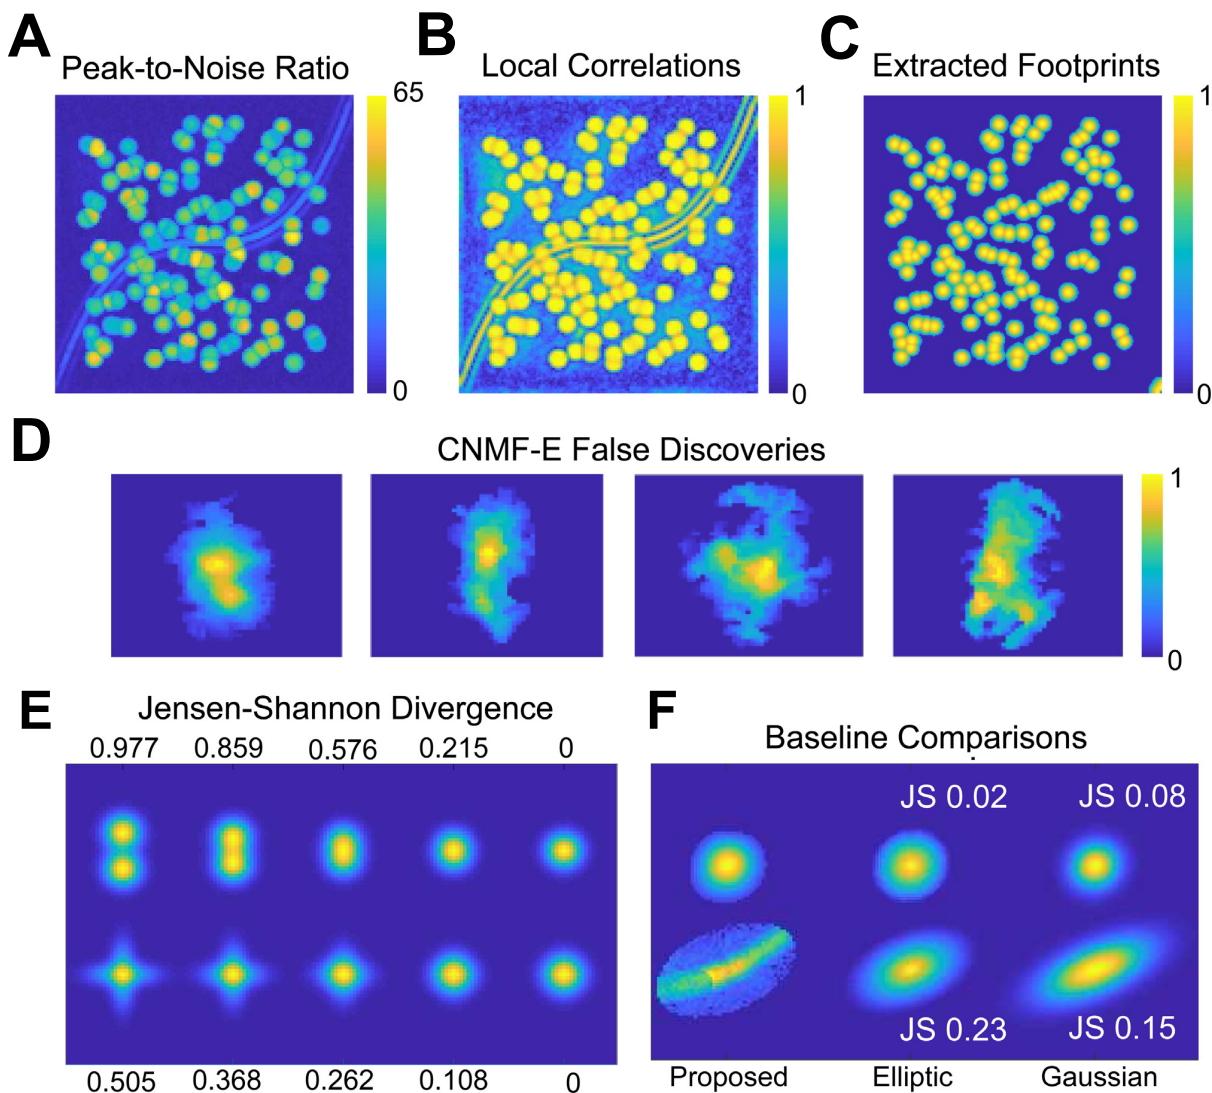 A B C
Peak-to-Noise Ratio Local Correlations Extracted Footprints
65 1 1
0 0 0
D
CNMF-E False Discoveries
1
0
E F
Jensen-Shannon Divergence
Baseline Comparisons
0.977 0.859 0.576 0.215 0
JS 0.02 JS 0.08
JS 0.23 JS 0.15
0.505 0.368 0.262 0.108 0
Proposed Elliptic Gaussian